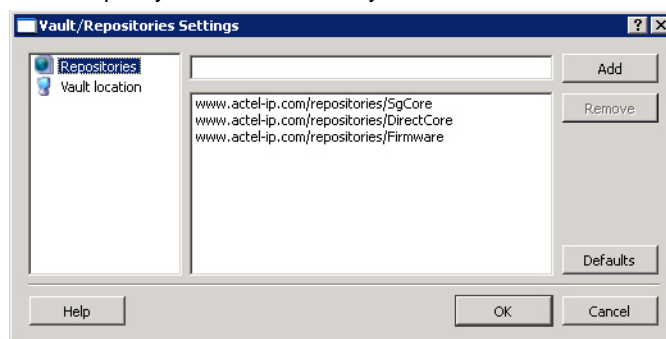 Vault/Repositories Settings
Repositories
Vault location
Add
www.actel-ip.com/repositories/SgCore
www.actel-ip.com/repositories/DirectCore
www.actel-ip.com/repositories/Firmware
Remove
Defaults
Help
OK
Cancel